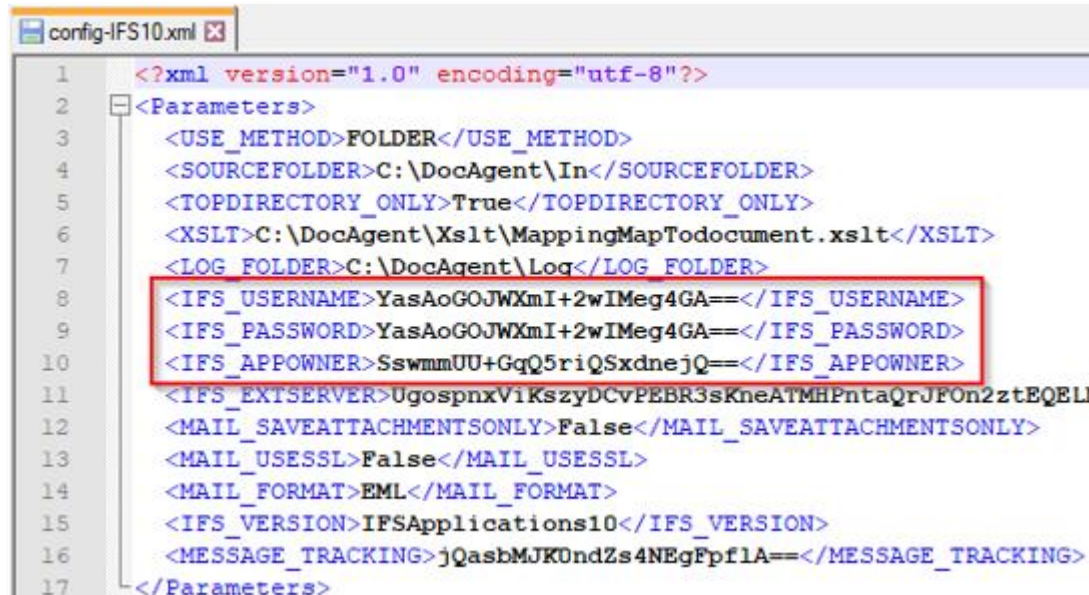 config-IFS10.xml
1 <?xml version="1.0" encoding="utf-8"?>
2 <Parameters>
3 <USE_METHOD>FOLDER</USE_METHOD>
4 <SOURCEFOLDER>C:\DocAgent\In</SOURCEFOLDER>
5 <TOPDIRECTORY_ONLY>True</TOPDIRECTORY_ONLY>
6 <XSLT>C:\DocAgent\Xslt\MappingMapTodocument.xslt</XSLT>
7 <LOG_FOLDER>C:\DocAgent\Log</LOG_FOLDER>
8 <IFS_USERNAME>YasAoGOJWXmI+2wIMeg4GA==</IFS_USERNAME>
9 <IFS_PASSWORD>YasAoGOJWXmI+2wIMeg4GA==</IFS_PASSWORD>
10 <IFS_APPOWNER>SswmmUU+GqQ5riQSxdnejQ==</IFS_APPOWNER>
11 <IFS_EXTSERVER>UgospnxViKszyDCvPEBR3sKneATMHPntaQrJFOn2ztEQEL
12 <MAIL_SAVEATTACHMENTSONLY>False</MAIL_SAVEATTACHMENTSONLY>
13 <MAIL_USESSL>False</MAIL_USESSL>
14 <MAIL_FORMAT>EML</MAIL_FORMAT>
15 <IFS_VERSION>IFSApplications10</IFS_VERSION>
16 <MESSAGE_TRACKING>jQasbMJKUndZs4NEgFpflA==</MESSAGE_TRACKING>
17 </Parameters>